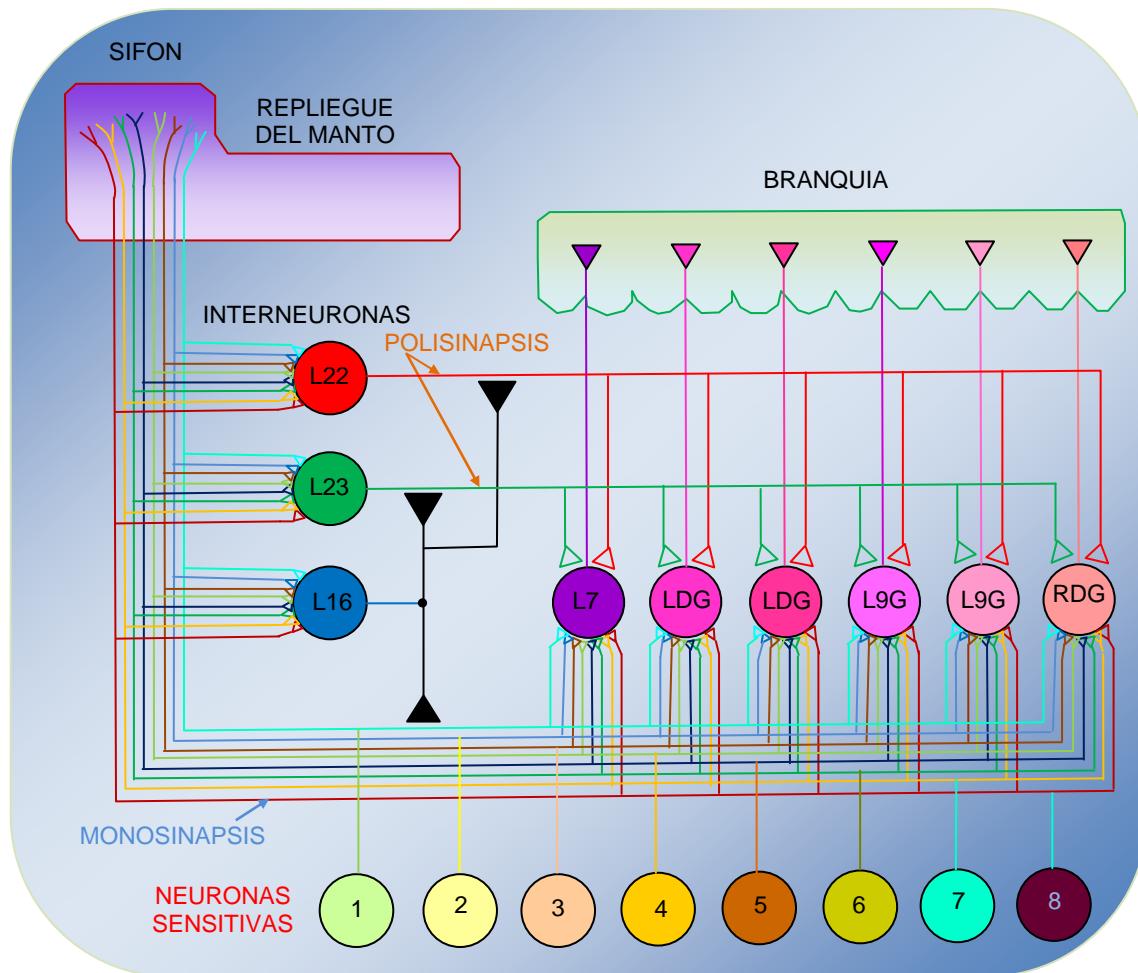 SIFON
REPLIEGUE
DEL MANTO
BRANQUIA
INTERNEURONAS
POLISINAPSIS
L22
L23
L16
L7
LDG
LDG
L9G
L9G
RDG
MONOSINAPSIS
NEURONAS
SENSITIVAS
1
2
3
4
5
6
7
8